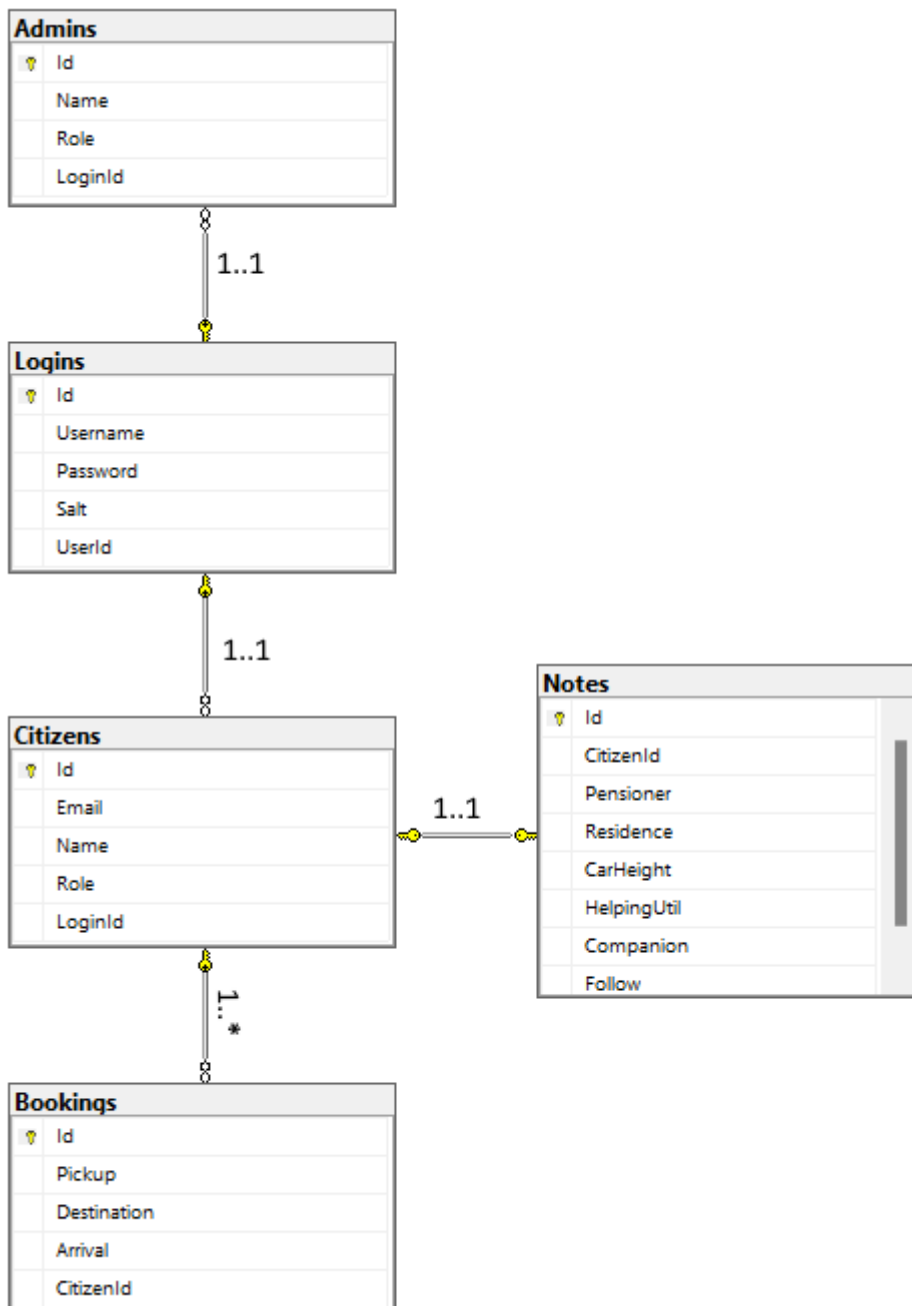 Admins
Id
Name
Role
LoginId
1..1
Logins
Id
Username
Password
Salt
UserId
1..1
Citizens
Id
Email
Name
Role
LoginId
1..1
Notes
Id
CitizenId
Pensioner
Residence
CarHeight
HelpingUtil
Companion
Follow
1..*
Bookings
Id
Pickup
Destination
Arrival
CitizenId